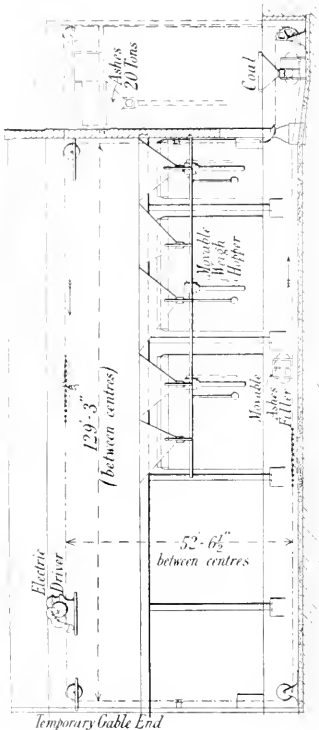 Ashes
20 Tons
Coal
Movable
Weigh
Hopper
Movable
Ashes
Filler
129'-3"
(between centres)
52'-6½"
between centres
Electric
Driver
Temporary Gable End